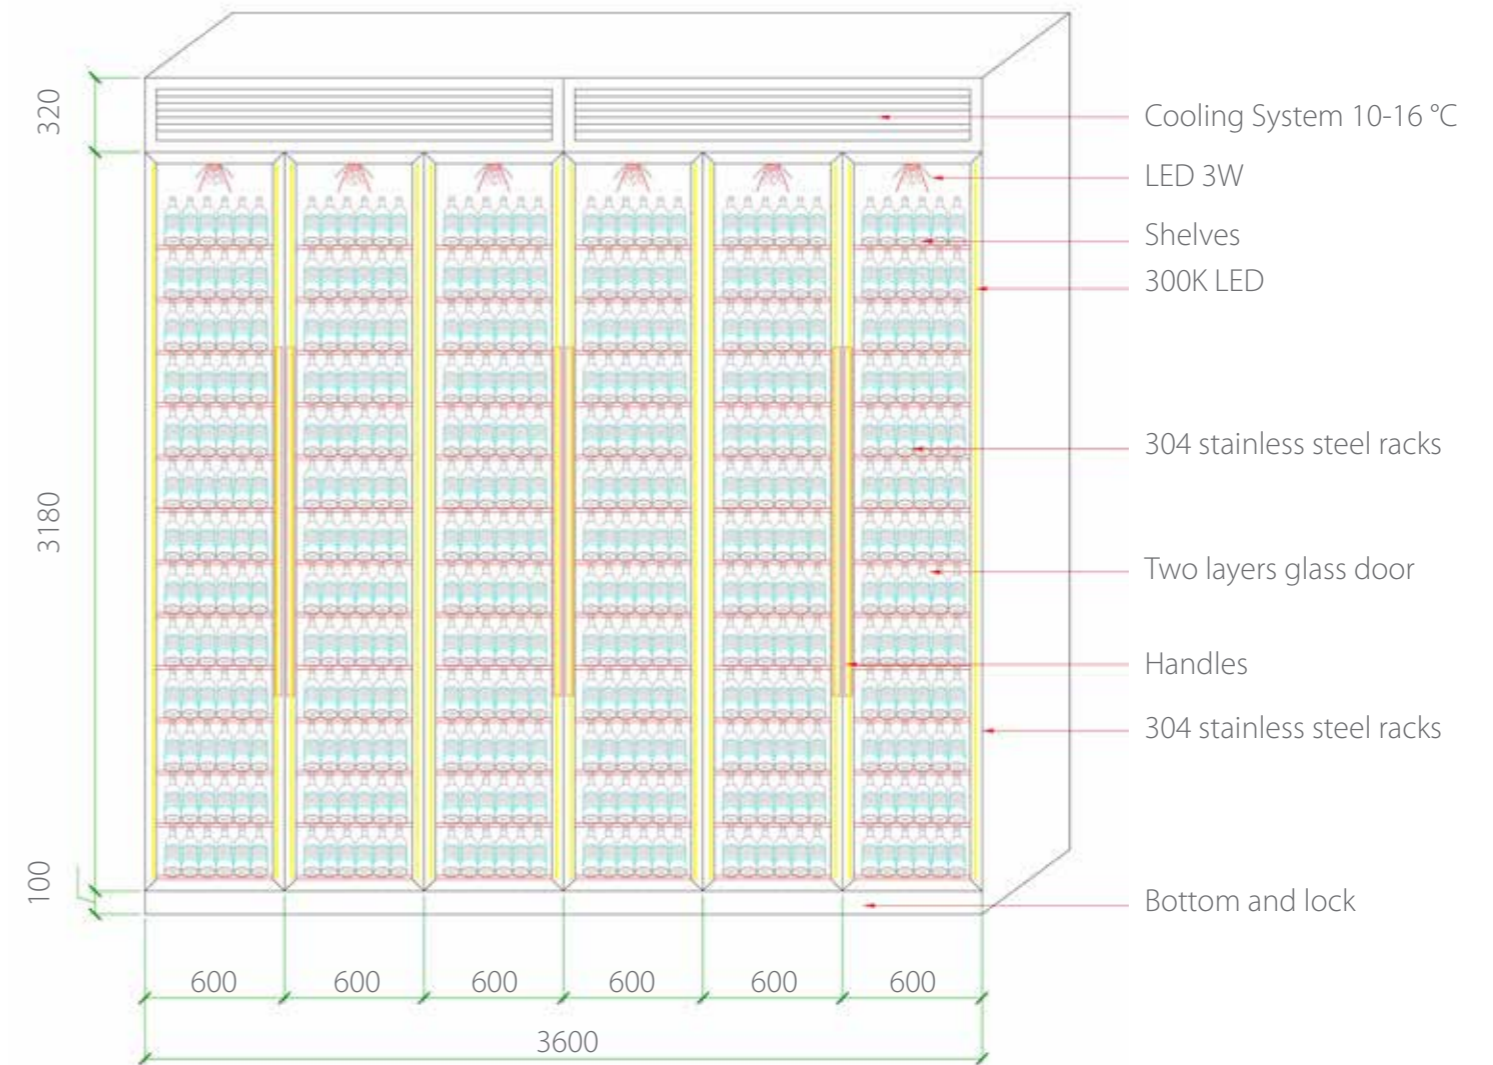 320
Cooling System 10-16 °C
LED 3W
Shelves
300K LED
304 stainless steel racks
3180
Two layers glass door
Handles
304 stainless steel racks
100
Bottom and lock
600 600 600 600 600 600
3600